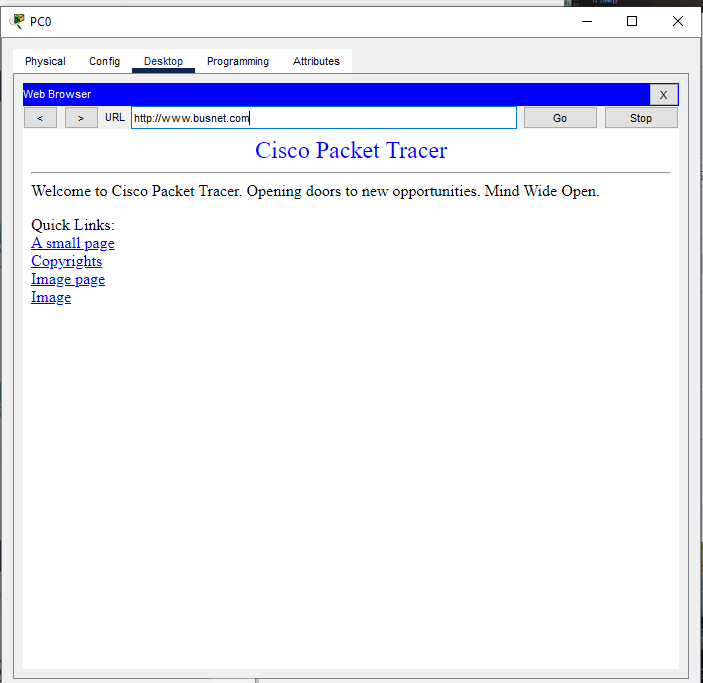 PC0
Physical Config Desktop Programming Attributes
Web Browser X
< > URL http://www.busnet.com Go Stop
Cisco Packet Tracer
Welcome to Cisco Packet Tracer. Opening doors to new opportunities. Mind Wide Open.
Quick Links:
A small page
Copyrights
Image page
Image